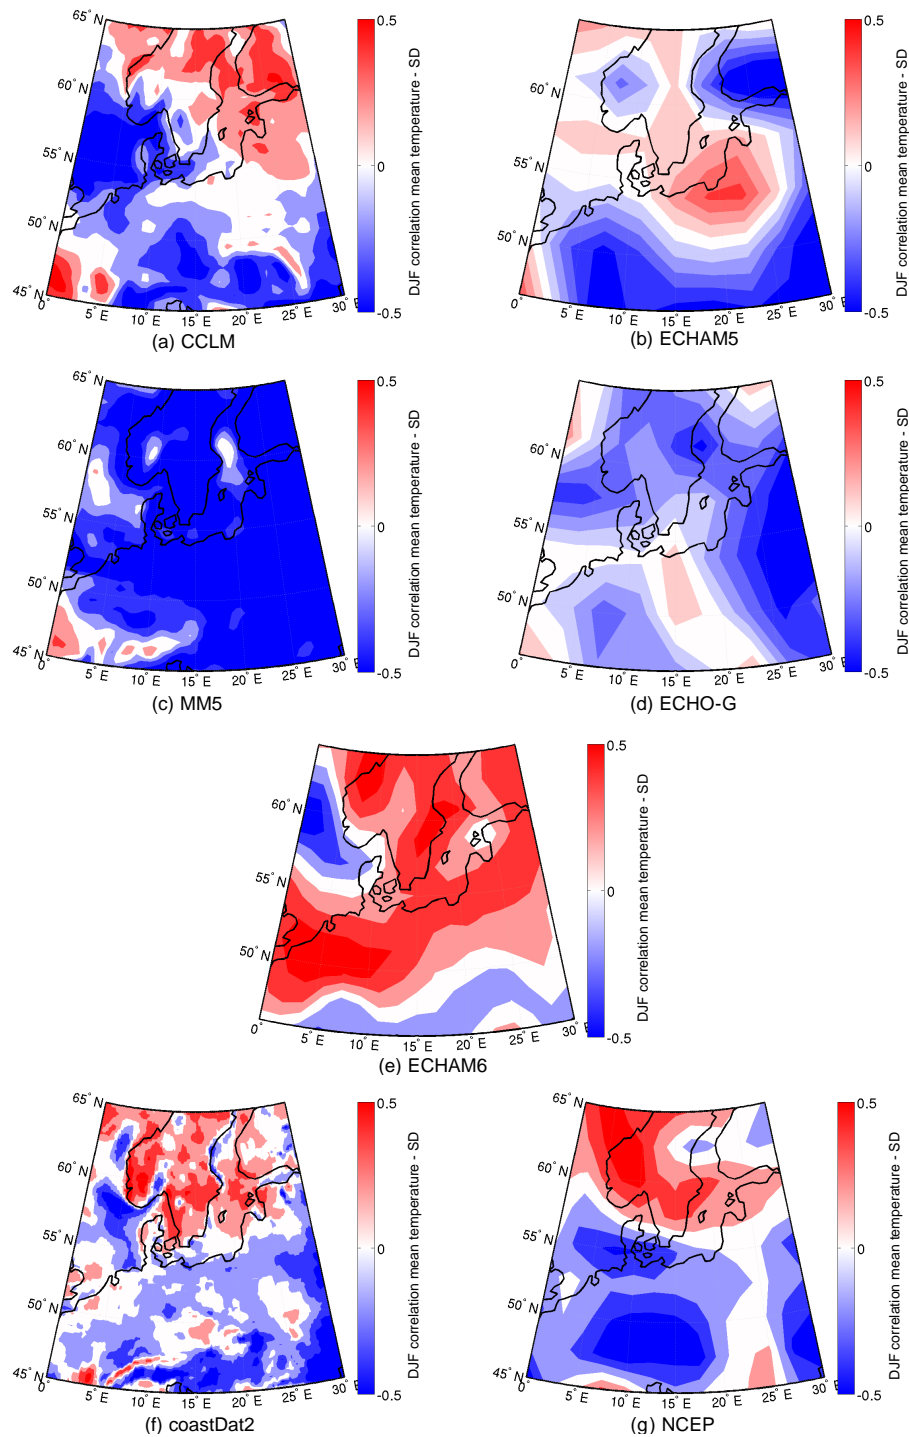 65° N
60° N
55° N
50° N
45° N
0°
5° E
10° E
15° E
20° E
25° E
30° E
0.5
0
-0.5
DJF correlation mean temperature - SD
(a) CCLM
65° N
60° N
55° N
50° N
45° N
0°
5° E
10° E
15° E
20° E
25° E
30° E
0.5
0
-0.5
DJF correlation mean temperature - SD
(b) ECHAM5
65° N
60° N
55° N
50° N
45° N
0°
5° E
10° E
15° E
20° E
25° E
30° E
0.5
0
-0.5
DJF correlation mean temperature - SD
(c) MM5
65° N
60° N
55° N
50° N
45° N
0°
5° E
10° E
15° E
20° E
25° E
30° E
0.5
0
-0.5
DJF correlation mean temperature - SD
(d) ECHO-G
65° N
60° N
55° N
50° N
45° N
0°
5° E
10° E
15° E
20° E
25° E
30° E
0.5
0
-0.5
DJF correlation mean temperature - SD
(e) ECHAM6
65° N
60° N
55° N
50° N
45° N
0°
5° E
10° E
15° E
20° E
25° E
30° E
0.5
0
-0.5
DJF correlation mean temperature - SD
(f) coastDat2
65° N
60° N
55° N
50° N
45° N
0°
5° E
10° E
15° E
20° E
25° E
30° E
0.5
0
-0.5
DJF correlation mean temperature - SD
(g) NCEP